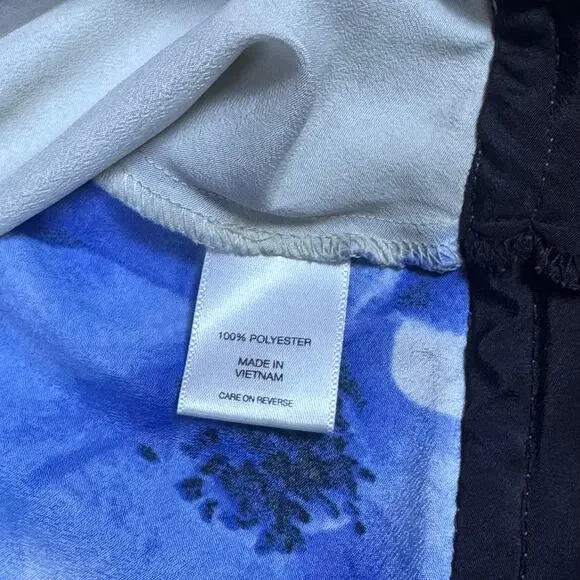 100% POLYESTER
MADE IN
VIETNAM
CARE ON REVERSE